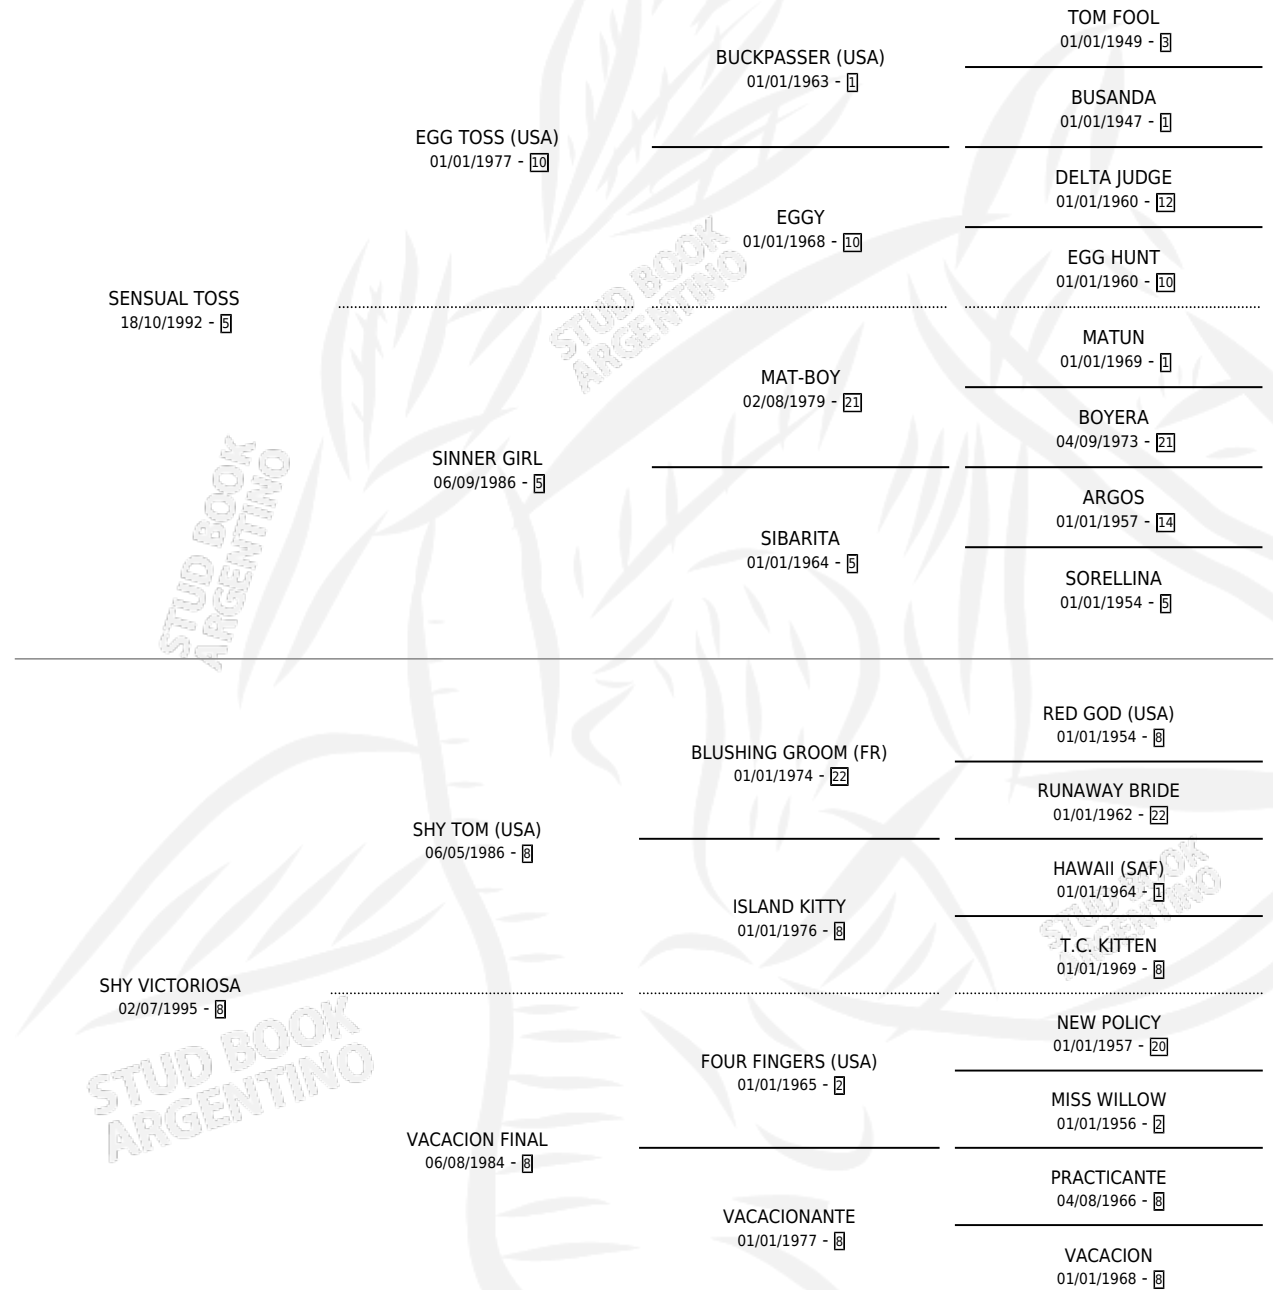 TOM FOOL
01/01/1949 - 3
BUCKPASSER (USA)
01/01/1963 - 1
BUSANDA
01/01/1947 - 1
EGG TOSS (USA)
01/01/1977 - 10
DELTA JUDGE
01/01/1960 - 12
EGGY
01/01/1968 - 10
EGG HUNT
01/01/1960 - 10
SENSUAL TOSS
18/10/1992 - 5
STUD BOOK
ARGENTINO
MATUN
01/01/1969 - 1
MAT-BOY
02/08/1979 - 21
BOYERA
04/09/1973 - 21
SINNER GIRL
06/09/1986 - 5
ARGOS
01/01/1957 - 14
SIBARITA
01/01/1964 - 5
SORELLINA
01/01/1954 - 5
STUD BOOK
ARGENTINO
RED GOD (USA)
01/01/1954 - 8
BLUSHING GROOM (FR)
01/01/1974 - 22
RUNAWAY BRIDE
01/01/1962 - 22
SHY TOM (USA)
06/05/1986 - 8
HAWAII (SAF)
01/01/1964 - 1
ISLAND KITTY
01/01/1976 - 8
T.C. KITTEN
01/01/1969 - 8
STUD BOOK
ARGENTINO
SHY VICTORIOSA
02/07/1995 - 8
STUD BOOK
ARGENTINO
NEW POLICY
01/01/1957 - 20
FOUR FINGERS (USA)
01/01/1965 - 2
MISS WILLOW
01/01/1956 - 2
VACACION FINAL
06/08/1984 - 8
PRACTICANTE
04/08/1966 - 8
VACACIONANTE
01/01/1977 - 8
VACACION
01/01/1968 - 8